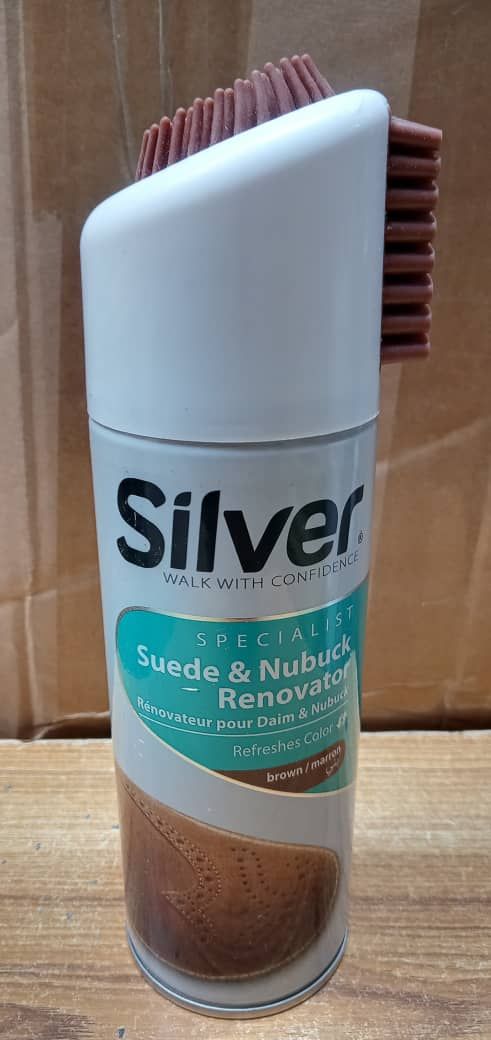 Silver®
WALK WITH CONFIDENCE
SPECIALIST
Suede & Nubuck
Renovator
Rénovateur pour Daim & Nubuck
Refreshes Color
brown / marron